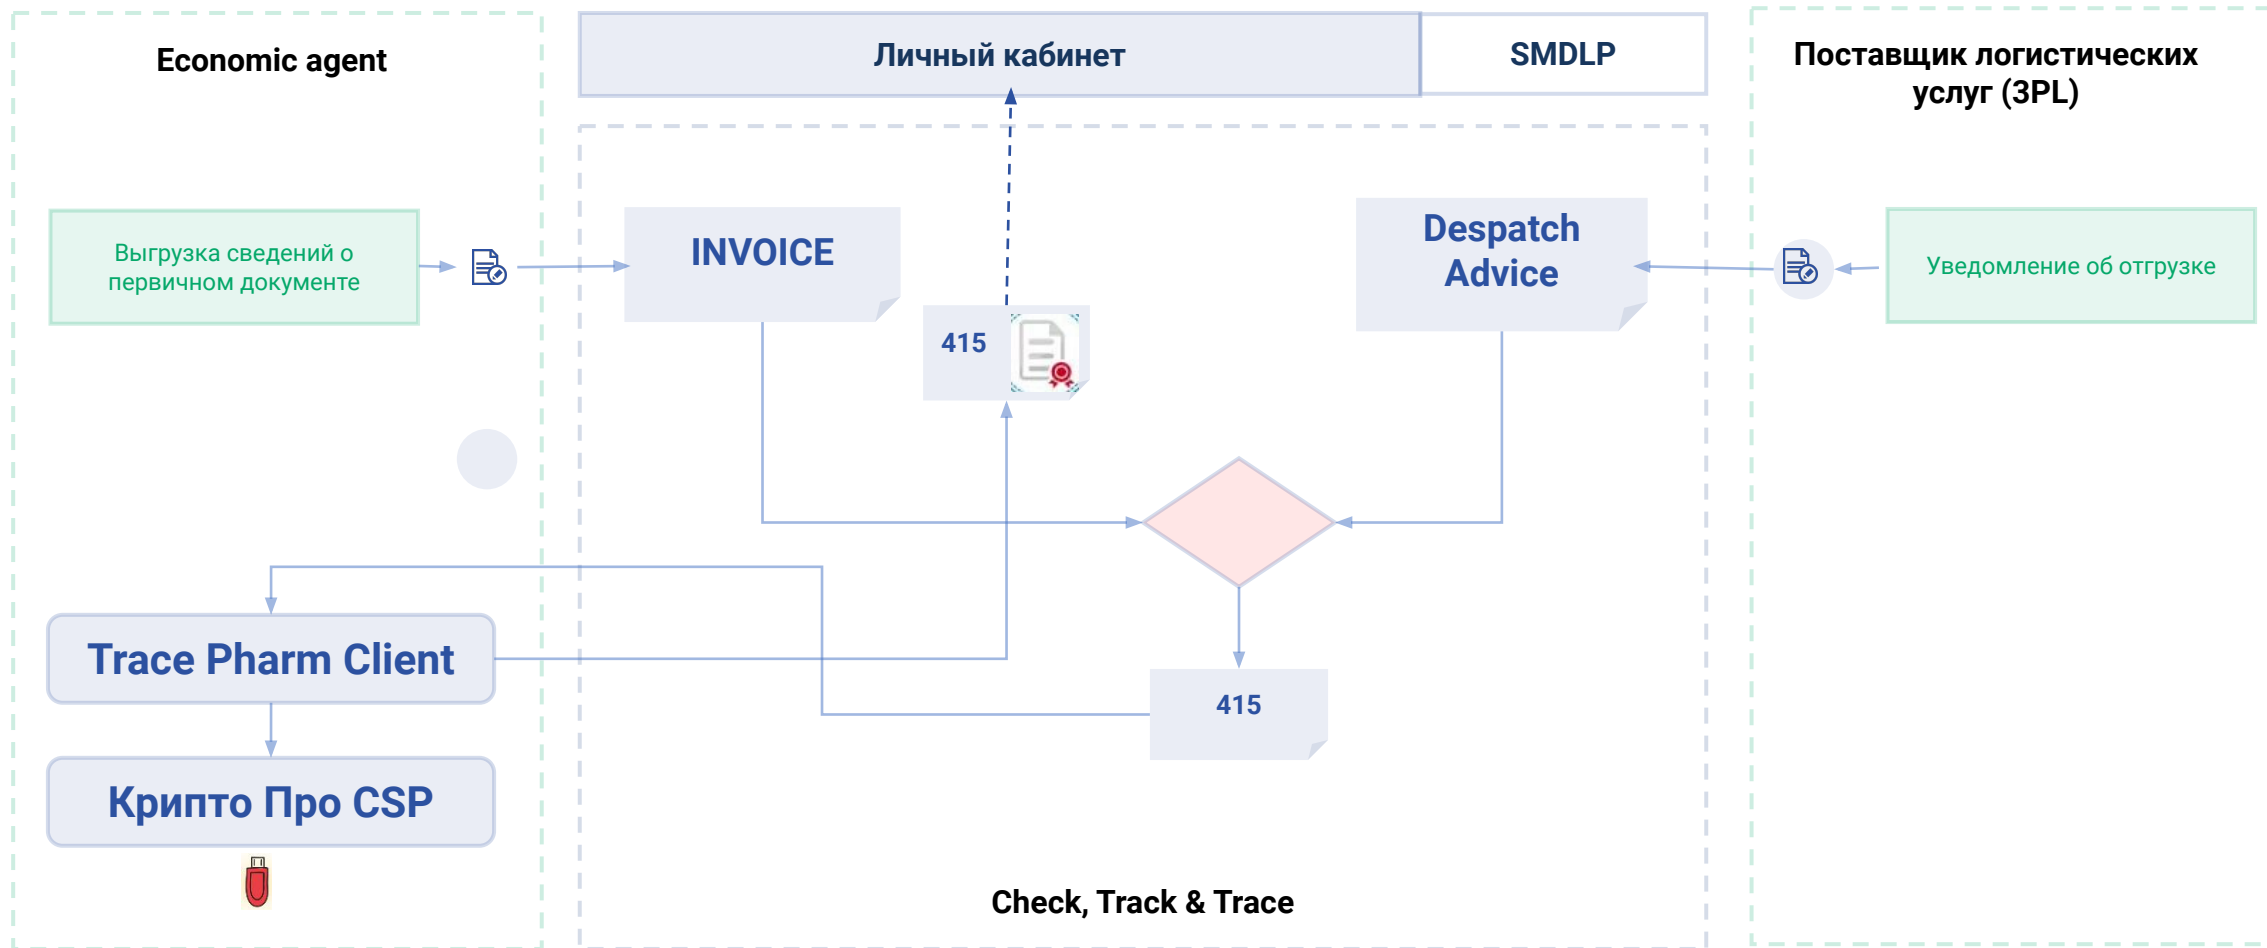 Economic agent
Личный кабинет
SMDLP
Поставщик логистических
услуг (3PL)
Выгрузка сведений о
первичном документе
INVOICE
Despatch
Advice
Уведомление об отгрузке
415
Trace Pharm Client
415
Крипто Про CSP
Check, Track & Trace